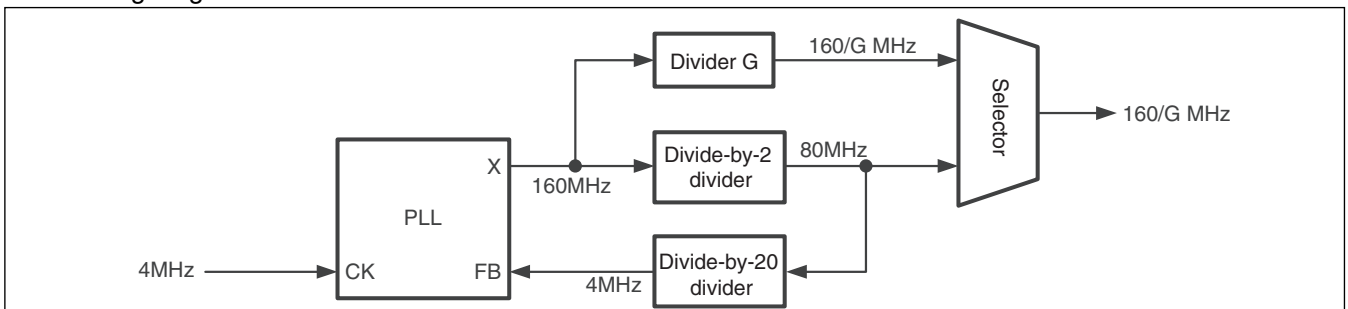 160/G MHz
Divider G
Selector
160/G MHz
Divide-by-2
divider
80MHz
X
160MHz
PLL
4MHz
CK
FB
4MHz
Divide-by-20
divider